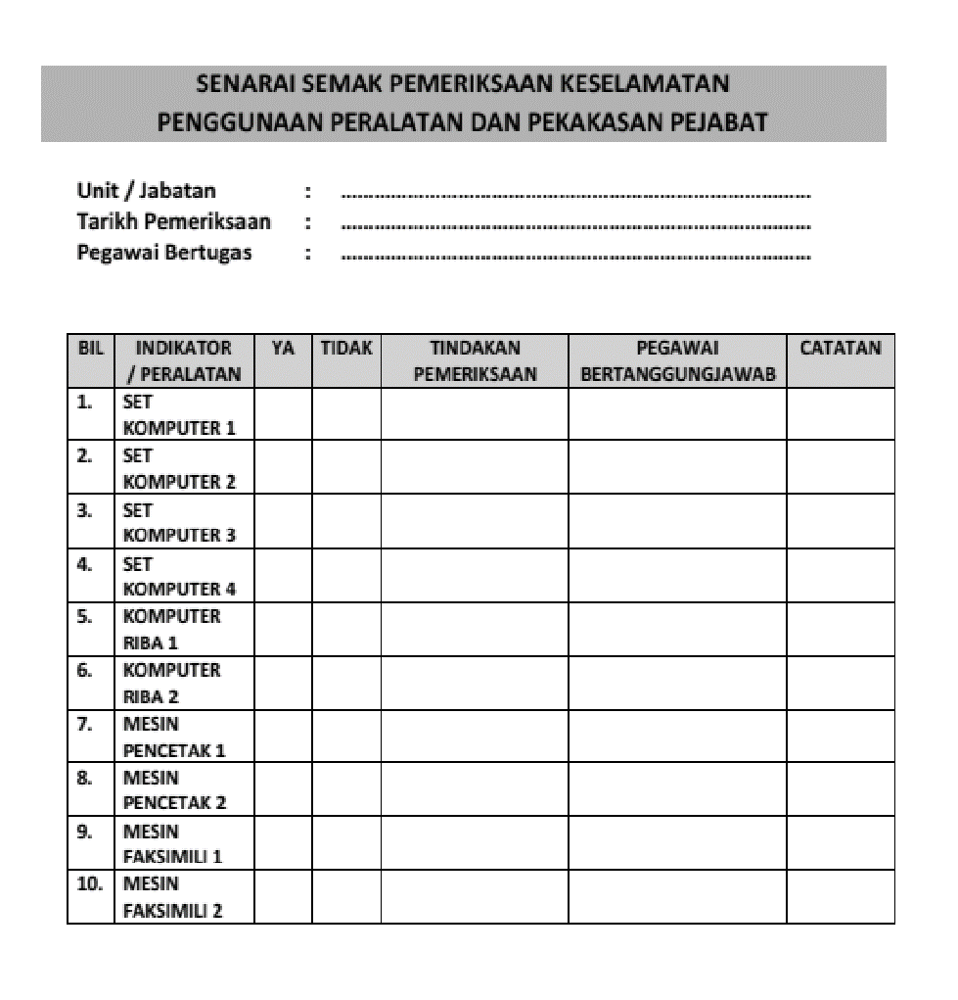 SENARAI SEMAK PEMERIKSAAN KESELAMATAN
PENGGUNAAN PERALATAN DAN PEKAKASAN PEJABAT
Unit / Jabatan : ....................................................................................
Tarikh Pemeriksaan : ....................................................................................
Pegawai Bertugas : ....................................................................................
BIL INDIKATOR / PERALATAN YA TIDAK TINDAKAN PEMERIKSAAN PEGAWAI BERTANGGUNGJAWAB CATATAN
1. SET
KOMPUTER 1
2. SET
KOMPUTER 2
3. SET
KOMPUTER 3
4. SET
KOMPUTER 4
5. KOMPUTER
RIBA 1
6. KOMPUTER
RIBA 2
7. MESIN
PENCETAK 1
8. MESIN
PENCETAK 2
9. MESIN
FAKSIMILI 1
10. MESIN
FAKSIMILI 2